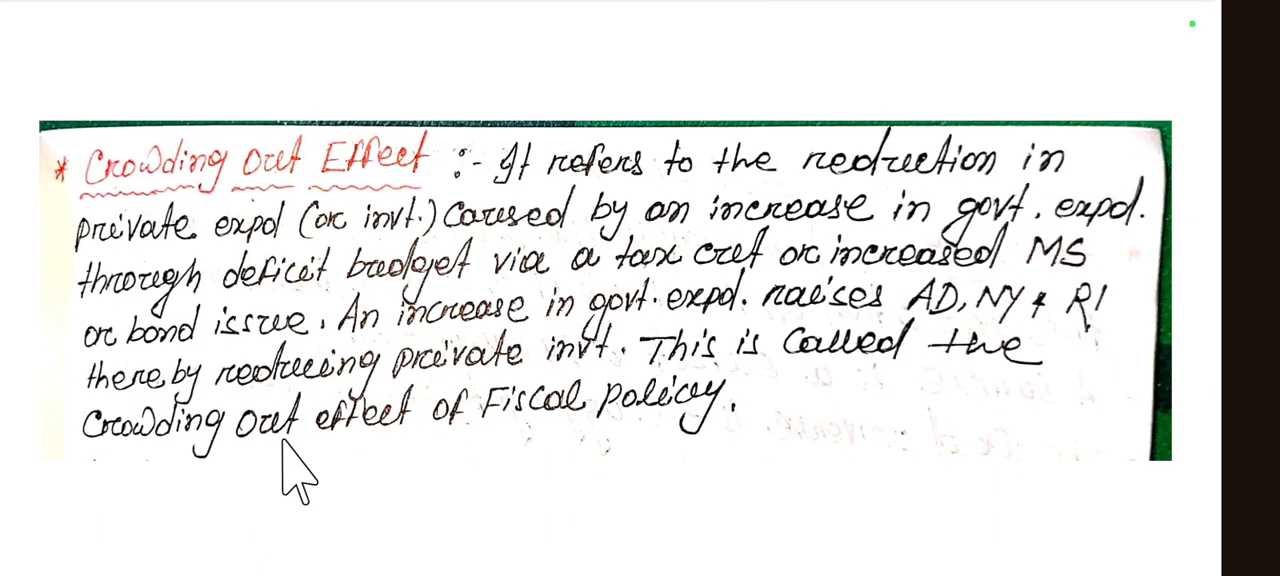 * Crowding Out Effect :- It refers to the reduction in
private expd (or invt.) Caused by an increase in govt. expd.
through deficit budget via a tax cut or increased MS
or bond issue. An increase in govt. expd. raises AD, NY & RI
there by reducing private invt. This is Called the
Crowding Out effect of Fiscal policy.